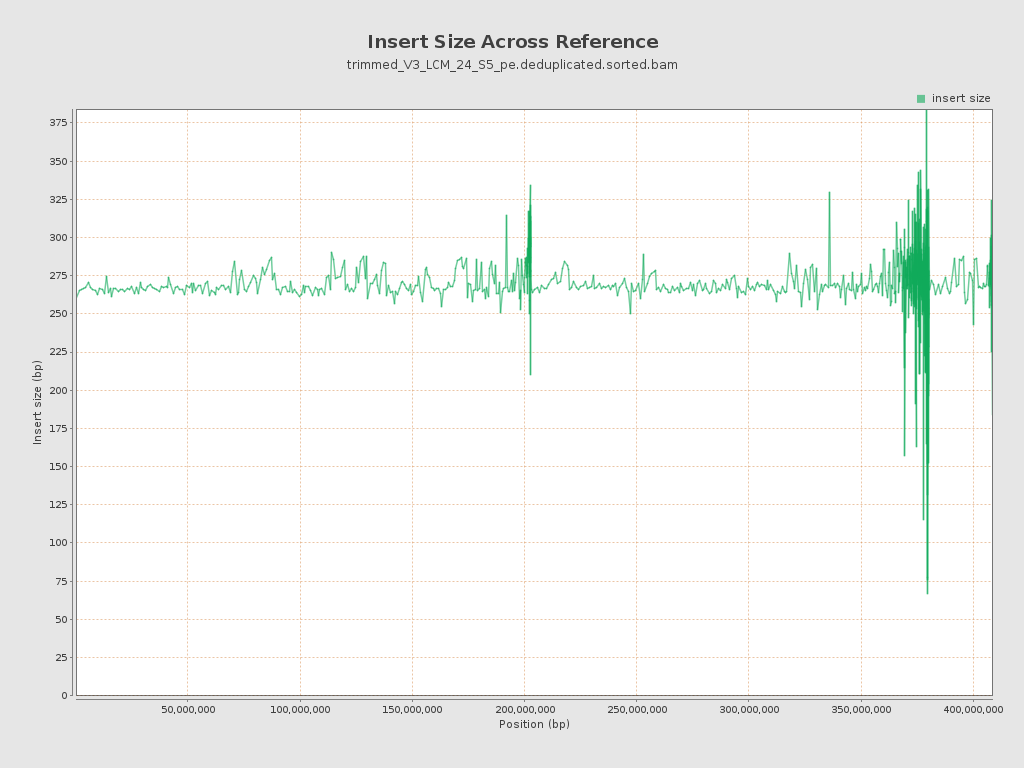 Insert Size Across Reference
trimmed_V3_LCM_24_S5_pe.deduplicated.sorted.bam
insert size
375
350
325
300
275
250
225
200
175
150
125
100
75
50
25
0
Insert size (bp)
50,000,000 100,000,000 150,000,000 200,000,000 250,000,000 300,000,000 350,000,000 400,000,000
Position (bp)